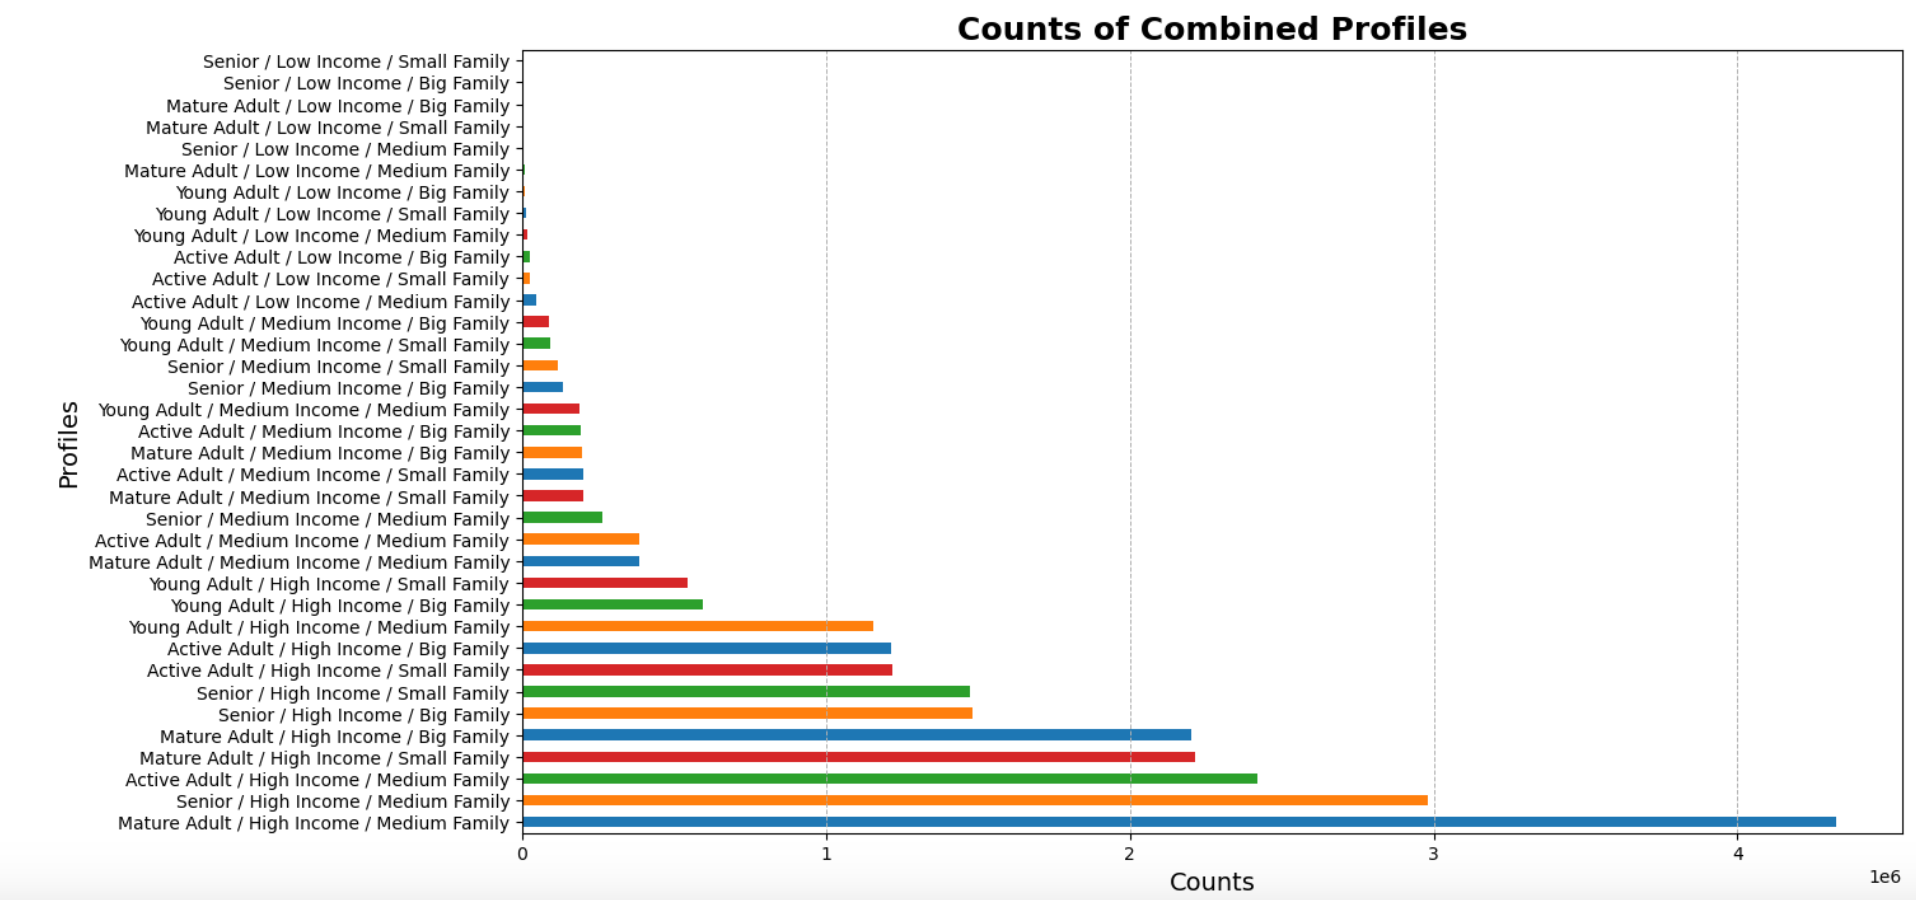 Counts of Combined Profiles
Senior / Low Income / Small Family
Senior / Low Income / Big Family
Mature Adult / Low Income / Big Family
Mature Adult / Low Income / Small Family
Senior / Low Income / Medium Family
Mature Adult / Low Income / Medium Family
Young Adult / Low Income / Big Family
Young Adult / Low Income / Small Family
Young Adult / Low Income / Medium Family
Active Adult / Low Income / Big Family
Active Adult / Low Income / Small Family
Active Adult / Low Income / Medium Family
Young Adult / Medium Income / Big Family
Young Adult / Medium Income / Small Family
Senior / Medium Income / Small Family
Senior / Medium Income / Big Family
Young Adult / Medium Income / Medium Family
Active Adult / Medium Income / Big Family
Mature Adult / Medium Income / Big Family
Active Adult / Medium Income / Small Family
Mature Adult / Medium Income / Small Family
Senior / Medium Income / Medium Family
Active Adult / Medium Income / Medium Family
Mature Adult / Medium Income / Medium Family
Young Adult / High Income / Small Family
Young Adult / High Income / Big Family
Young Adult / High Income / Medium Family
Active Adult / High Income / Big Family
Active Adult / High Income / Small Family
Senior / High Income / Small Family
Senior / High Income / Big Family
Mature Adult / High Income / Big Family
Mature Adult / High Income / Small Family
Active Adult / High Income / Medium Family
Senior / High Income / Medium Family
Mature Adult / High Income / Medium Family
Profiles
0 1 2 3 4
1e6
Counts